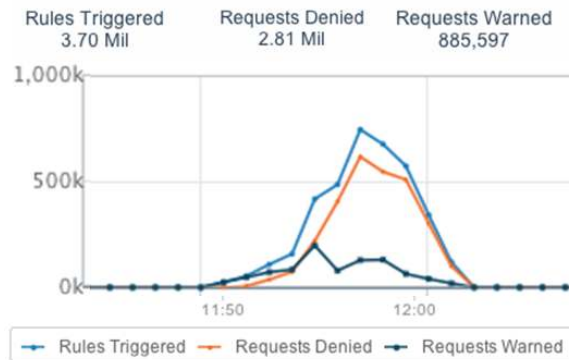 Rules Triggered Requests Denied Requests Warned
3.70 Mil 2.81 Mil 885,597
1,000k
500k
0k
11:50 12:00
Rules Triggered Requests Denied Requests Warned